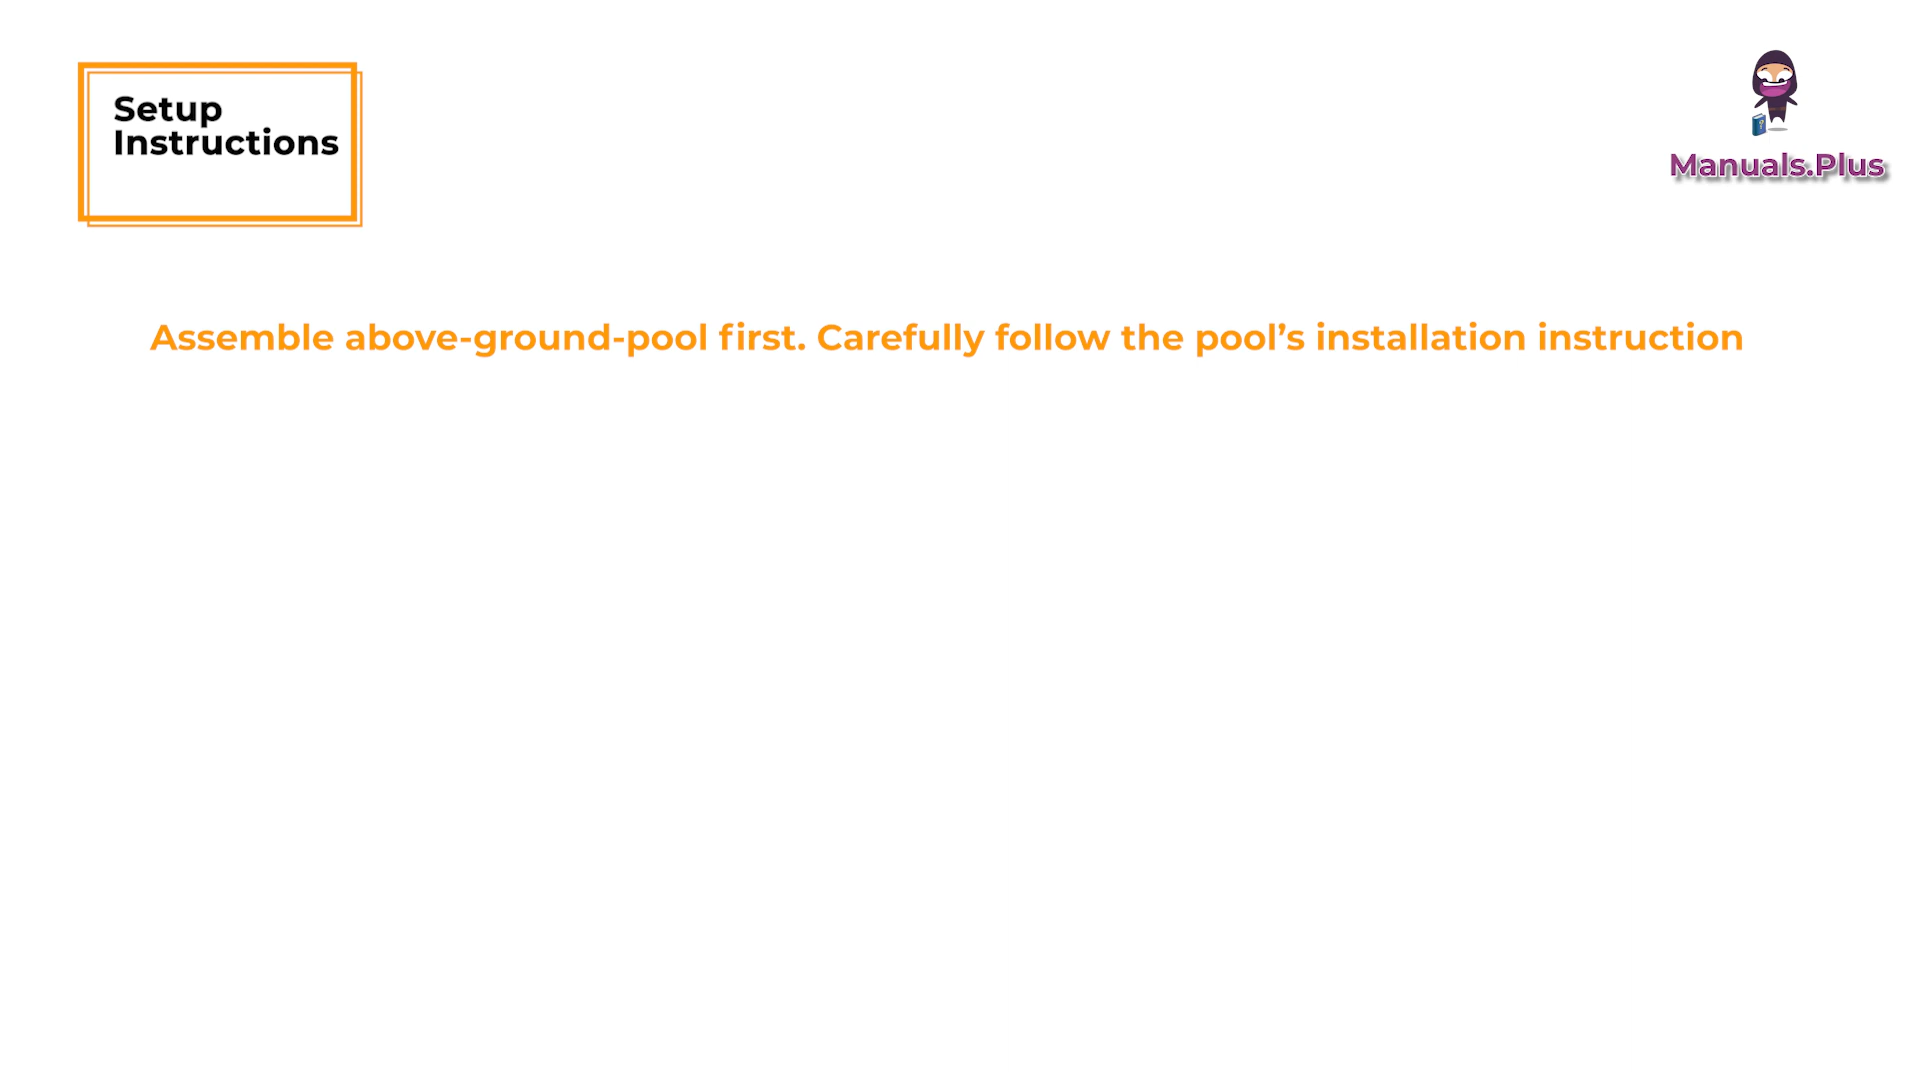 Setup
Instructions
Manuals.Plus
Assemble above-ground-pool first. Carefully follow the pool’s installation instruction